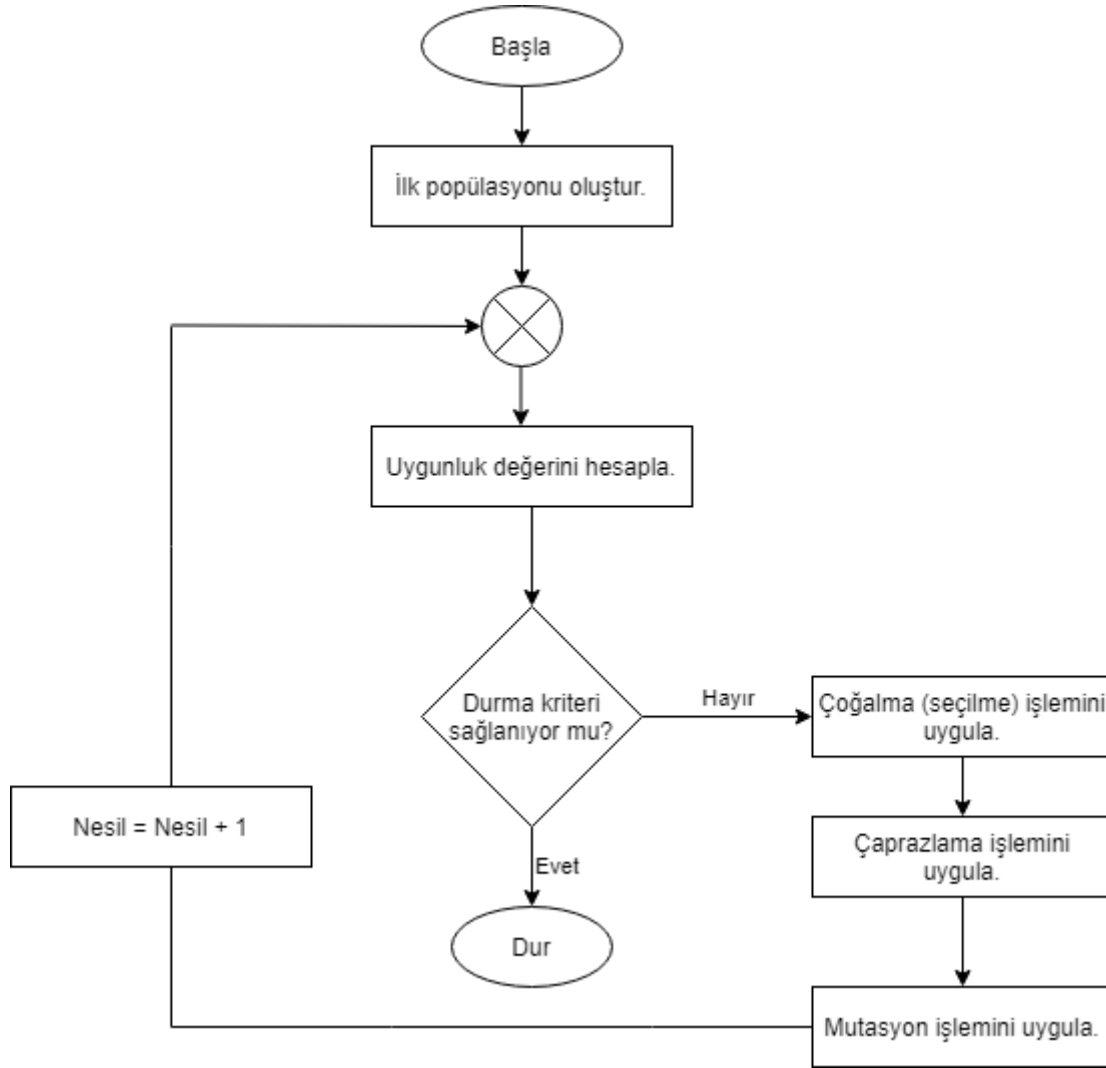 Başla
İlk popülasyonu oluştur.
Uygunluk değerini hesapla.
Durma kriteri
sağlanıyor mu?
Hayır
Çoğalma (seçilme) işlemini
uygula.
Nesil = Nesil + 1
Çaprazlama işlemini
uygula.
Evet
Dur
Mutasyon işlemini uygula.